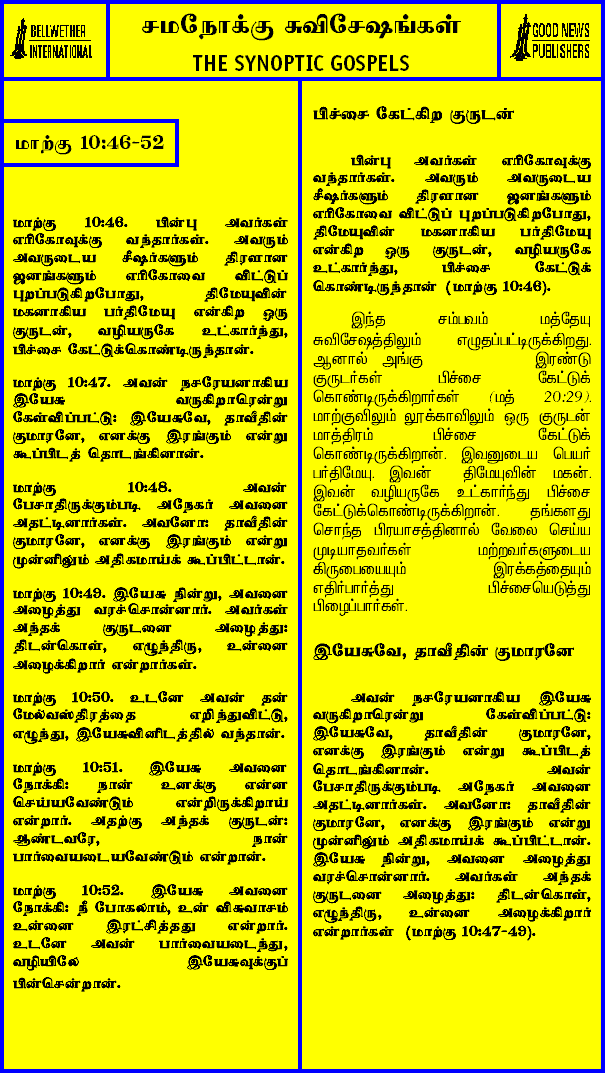 BELLWETHER
INTERNATIONAL
சமநோக்கு சுவிசேஷங்கள்
THE SYNOPTIC GOSPELS
GOOD NEWS
PUBLISHERS
மாற்கு 10:46-52
மாற்கு 10:46. பின்பு அவர்கள்
எரிகோவுக்கு வந்தார்கள். அவரும்
அவருடைய சீஷர்களும் திரளான
ஜனங்களும் எரிகோவை விட்டுப்
புறப்படுகிறபோது, திமேயுவின்
மகனாகிய பர்திமேயு என்கிற ஒரு
குருடன், வழியருகே உட்கார்ந்து,
பிச்சை கேட்டுக்கொண்டிருந்தான்.
மாற்கு 10:47. அவன் நசரேயனாகிய
இயேசு வருகிறாரென்று
கேள்விப்பட்டு: இயேசுவே, தாவீதின்
குமாரனே, எனக்கு இரங்கும் என்று
கூப்பிடத் தொடங்கினான்.
மாற்கு 10:48. அவன்
பேசாதிருக்கும்படி அநேகர் அவனை
அதட்டினார்கள். அவனோ: தாவீதின்
குமாரனே, எனக்கு இரங்கும் என்று
முன்னிலும் அதிகமாய்க் கூப்பிட்டான்.
மாற்கு 10:49. இயேசு நின்று, அவனை
அழைத்து வரச்சொன்னார். அவர்கள்
அந்தக் குருடனை அழைத்து:
திடன்கொள், எழுந்திரு, உன்னை
அழைக்கிறார் என்றார்கள்.
மாற்கு 10:50. உடனே அவன் தன்
மேல்வஸ்திரத்தை எறிந்துவிட்டு,
எழுந்து, இயேசுவினிடத்தில் வந்தான்.
மாற்கு 10:51. இயேசு அவனை
நோக்கி: நான் உனக்கு என்ன
செய்யவேண்டும் என்றிருக்கிறாய்
என்றார். அதற்கு அந்தக் குருடன்:
ஆண்டவரே, நான்
பார்வையடையவேண்டும் என்றான்.
மாற்கு 10:52. இயேசு அவனை
நோக்கி: நீ போகலாம், உன் விசுவாசம்
உன்னை இரட்சித்தது என்றார்.
உடனே அவன் பார்வையடைந்து,
வழியிலே இயேசுவுக்குப்
பின்சென்றான்.
பிச்சை கேட்கிற குருடன்
பின்பு அவர்கள் எரிகோவுக்கு
வந்தார்கள். அவரும் அவருடைய
சீஷர்களும் திரளான ஜனங்களும்
எரிகோவை விட்டுப் புறப்படுகிறபோது,
திமேயுவின் மகனாகிய பர்திமேயு
என்கிற ஒரு குருடன், வழியருகே
உட்கார்ந்து, பிச்சை கேட்டுக்
கொண்டிருந்தான் (மாற்கு 10:46).
இந்த சம்பவம் மத்தேயு
சுவிசேஷத்திலும் எழுதப்பட்டிருக்கிறது.
ஆனால் அங்கு இரண்டு
குருடர்கள் பிச்சை கேட்டுக்
கொண்டிருக்கிறார்கள் (மத் 20:29).
மாற்குவிலும் லூக்காவிலும் ஒரு குருடன்
மாத்திரம் பிச்சை கேட்டுக்
கொண்டிருக்கிறான். இவனுடைய பெயர்
பர்திமேயு. இவன் திமேயுவின் மகன்.
இவன் வழியருகே உட்கார்ந்து பிச்சை
கேட்டுக்கொண்டிருக்கிறான். தங்களது
சொந்த பிரயாசத்தினால் வேலை செய்ய
முடியாதவர்கள் மற்றவர்களுடைய
கிருபையையும் இரக்கத்தையும்
எதிர்பார்த்து பிச்சையெடுத்து
பிழைப்பார்கள்.
இயேசுவே, தாவீதின் குமாரனே
அவன் நசரேயனாகிய இயேசு
வருகிறாரென்று கேள்விப்பட்டு:
இயேசுவே, தாவீதின் குமாரனே,
எனக்கு இரங்கும் என்று கூப்பிடத்
தொடங்கினான். அவன்
பேசாதிருக்கும்படி அநேகர் அவனை
அதட்டினார்கள். அவனோ: தாவீதின்
குமாரனே, எனக்கு இரங்கும் என்று
முன்னிலும் அதிகமாய்க் கூப்பிட்டான்.
இயேசு நின்று, அவனை அழைத்து
வரச்சொன்னார். அவர்கள் அந்தக்
குருடனை அழைத்து: திடன்கொள்,
எழுந்திரு, உன்னை அழைக்கிறார்
என்றார்கள் (மாற்கு 10:47-49).